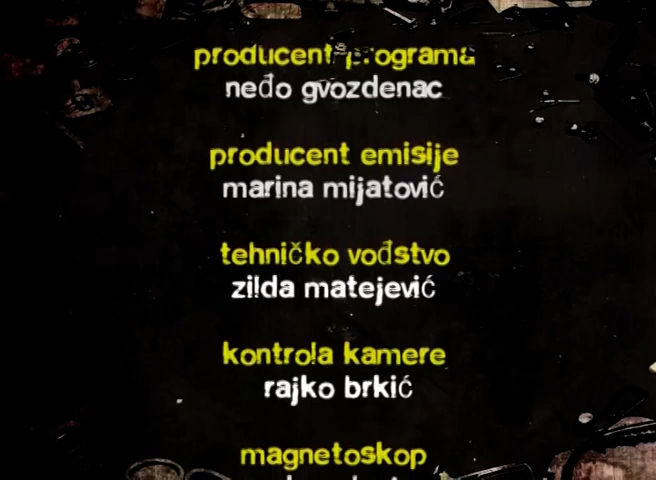 producent programa
neđo gvozdenac
producent emisije
marina mijatović
tehničko vođstvo
zilda matejević
kontrola kamere
rajko brkić
magnetoskop